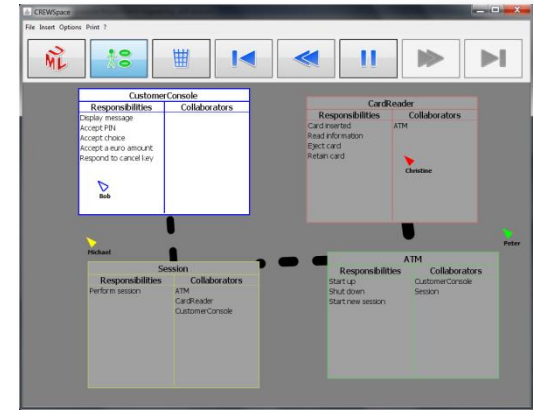 CREWSpace
File Insert Options Print ?
ML
CustomerConsole
Responsibilities Collaborators
Display message
Accept PIN
Accept choice
Accept a euro amount
Respond to cancel key
Bob
CardReader
Responsibilities Collaborators
Card inserted ATM
Read information
Eject card
Retain card
Christine
Michael
Peter
Session
Responsibilities Collaborators
Perform session ATM
CardReader
CustomerConsole
ATM
Responsibilities Collaborators
Start up CustomerConsole
Shut down Session
Start new session